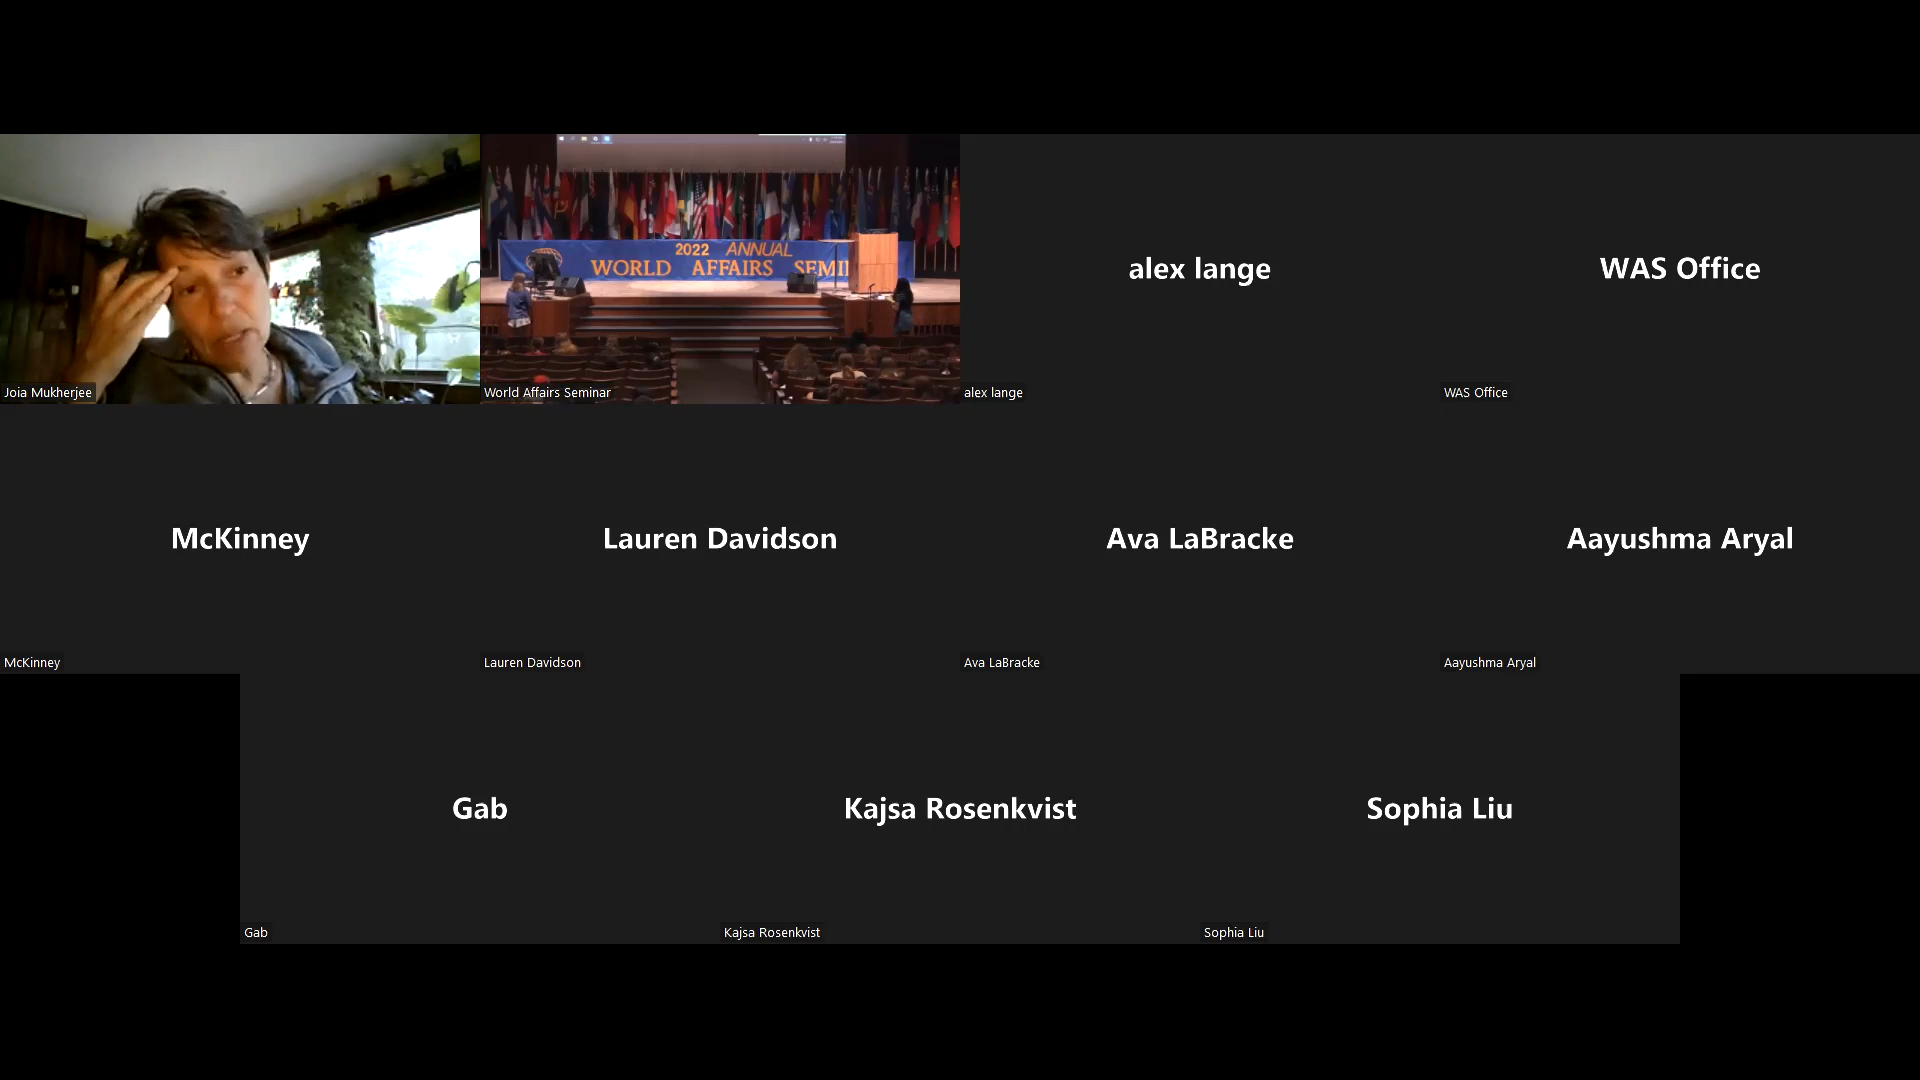 2022 ANNUAL
WORLD AFFAIRS SEMI
alex lange
WAS Office
Joia Mukherjee
World Affairs Seminar
alex lange
WAS Office
McKinney
Lauren Davidson
Ava LaBracke
Aayushma Aryal
McKinney
Lauren Davidson
Ava LaBracke
Aayushma Aryal
Gab
Kajsa Rosenkvist
Sophia Liu
Gab
Kajsa Rosenkvist
Sophia Liu